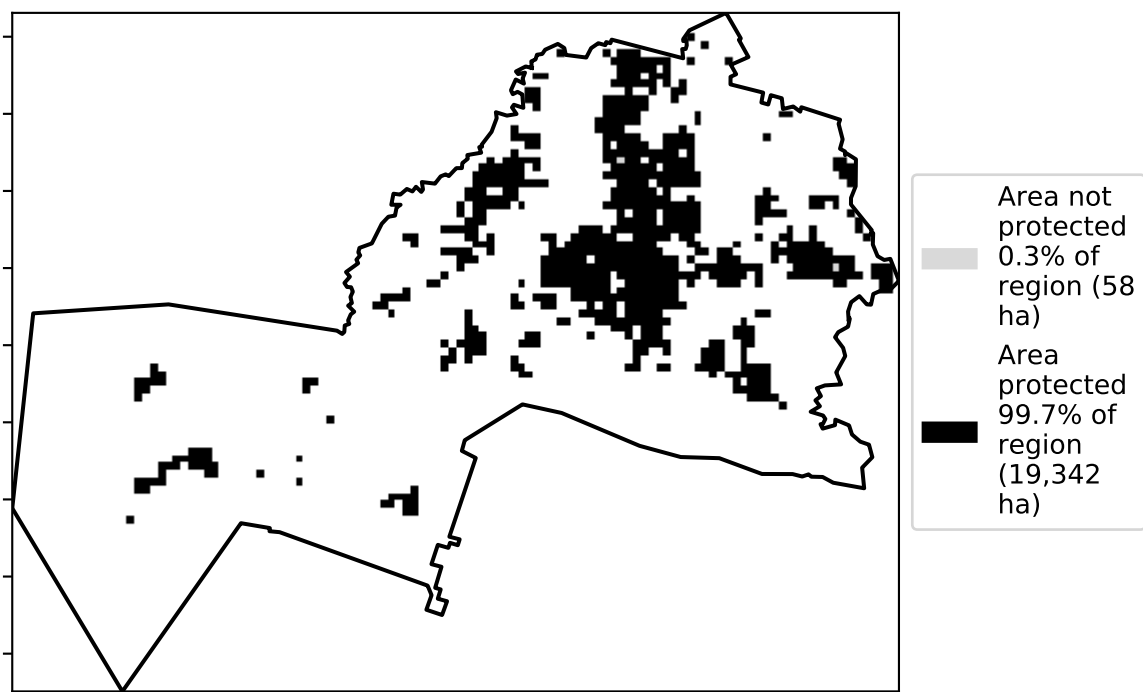 Area not
protected
0.3% of
region (58
ha)
Area
protected
99.7% of
region
(19,342
ha)